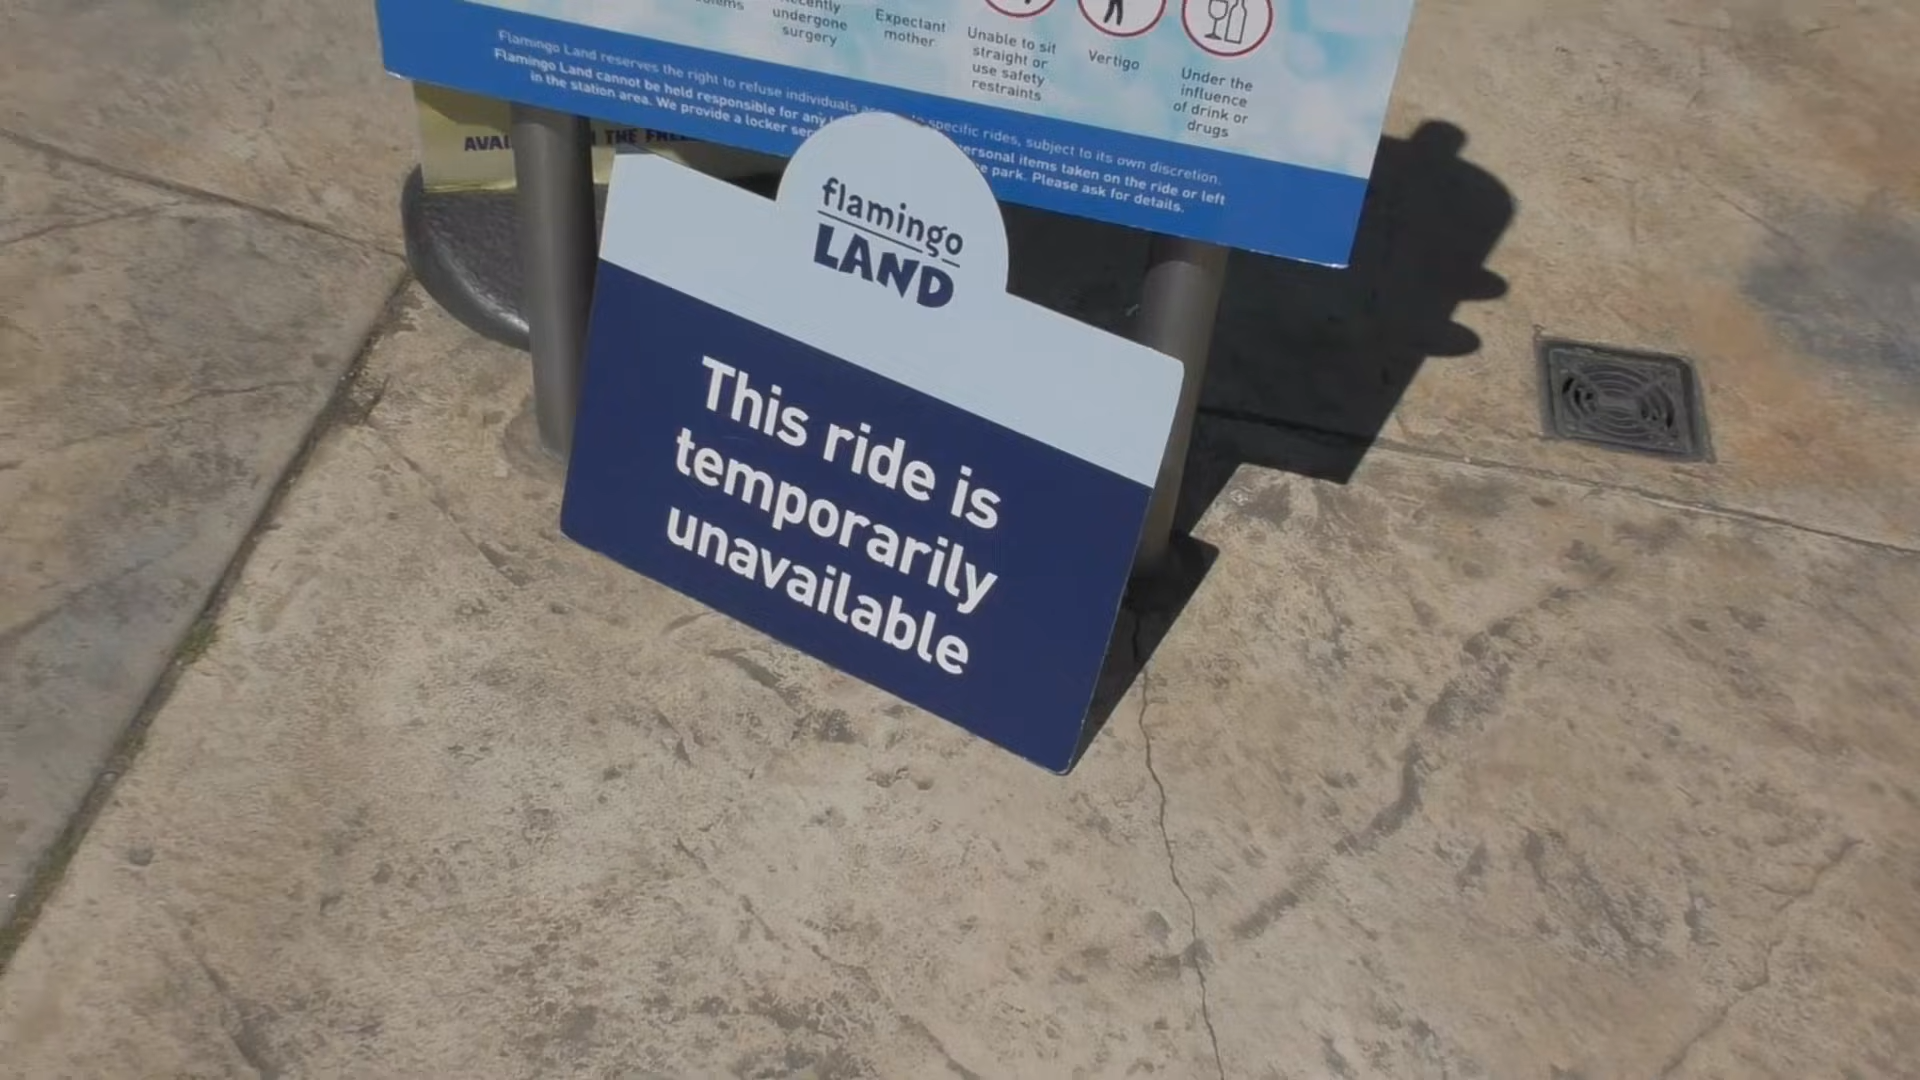 Recently
undergone
surgery
Expectant
mother
Unable to sit
straight or
use safety
restraints
Vertigo
Under the
influence
of drink or
drugs
Flamingo Land reserves the right to refuse individuals specific rides, subject to its own discretion.
Flamingo Land cannot be held responsible for any personal items taken on the ride or left
in the station area. We provide a locker park. Please ask for details.
THE
flamingo
LAND
This ride is
temporarily
unavailable